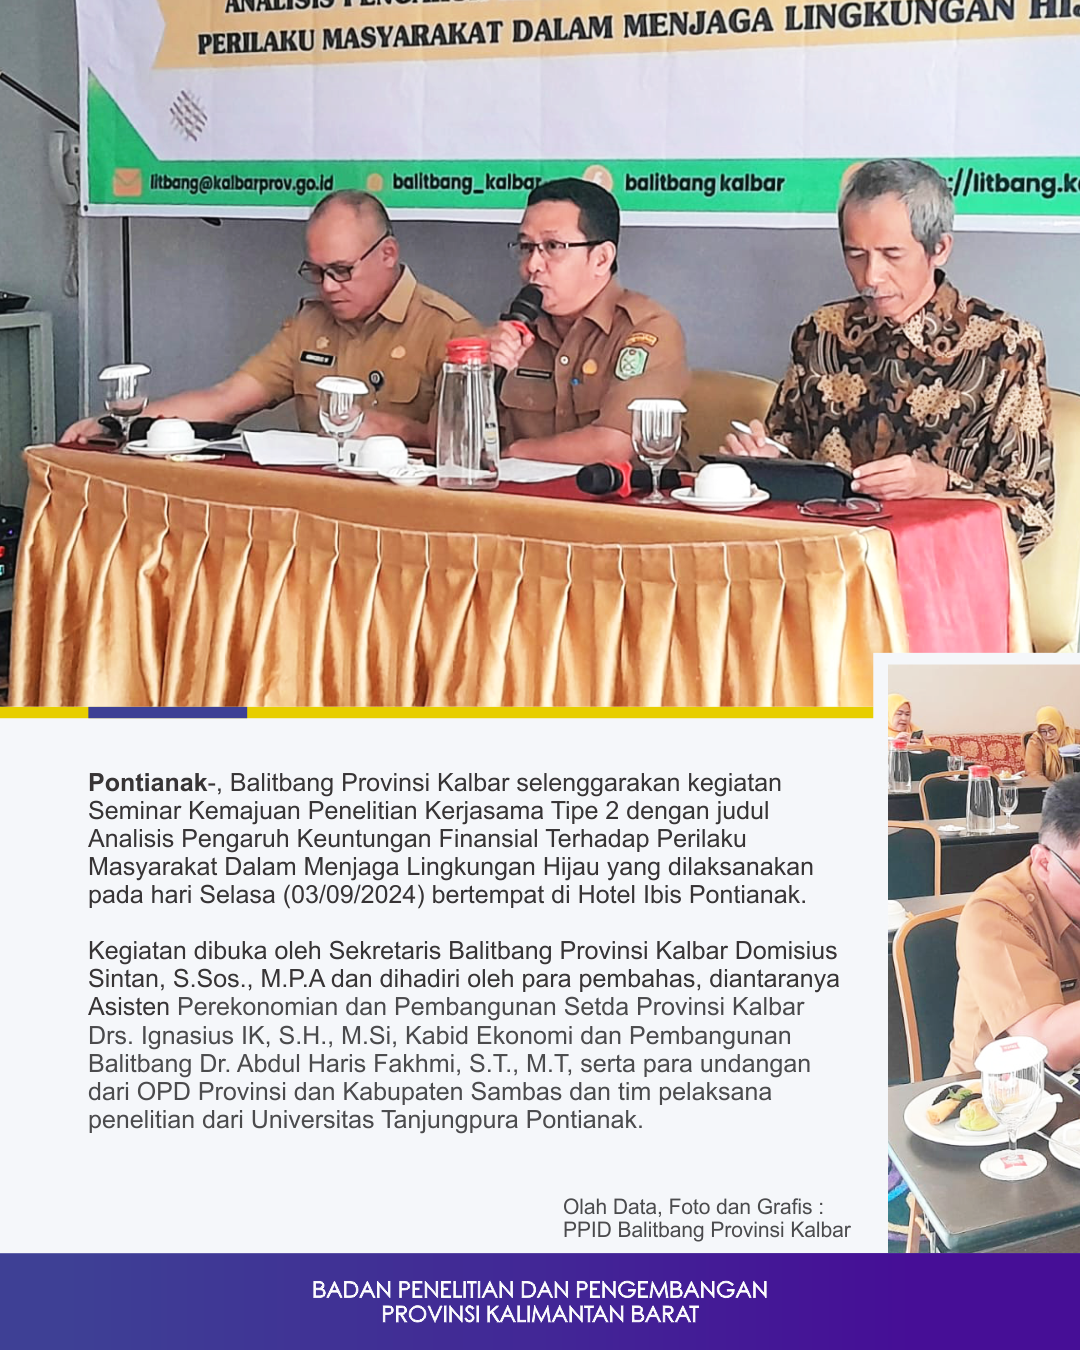 PERILAKU MASYARAKAT DALAM MENJAGA LINGKUNGAN
litbang@kalbarprov.go.id
balitbang_kalbar
balitbang kalbar
://litbang.k
Pontianak-, Balitbang Provinsi Kalbar selenggarakan kegiatan
Seminar Kemajuan Penelitian Kerjasama Tipe 2 dengan judul
Analisis Pengaruh Keuntungan Finansial Terhadap Perilaku
Masyarakat Dalam Menjaga Lingkungan Hijau yang dilaksanakan
pada hari Selasa (03/09/2024) bertempat di Hotel Ibis Pontianak.
Kegiatan dibuka oleh Sekretaris Balitbang Provinsi Kalbar Domisius
Sintan, S.Sos., M.P.A dan dihadiri oleh para pembahas, diantaranya
Asisten Perekonomian dan Pembangunan Setda Provinsi Kalbar
Drs. Ignasius IK, S.H., M.Si, Kabid Ekonomi dan Pembangunan
Balitbang Dr. Abdul Haris Fakhmi, S.T., M.T, serta para undangan
dari OPD Provinsi dan Kabupaten Sambas dan tim pelaksana
penelitian dari Universitas Tanjungpura Pontianak.
Olah Data, Foto dan Grafis :
PPID Balitbang Provinsi Kalbar
BADAN PENELITIAN DAN PENGEMBANGAN
PROVINSI KALIMANTAN BARAT